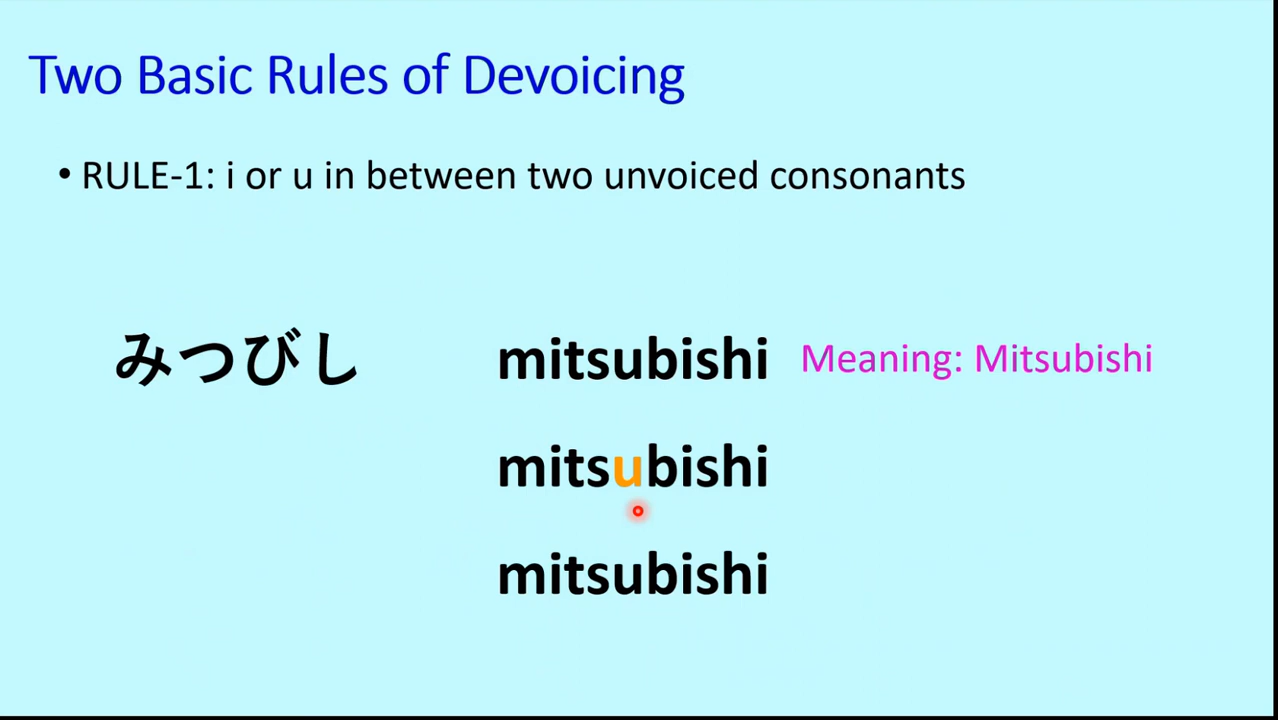 Two Basic Rules of Devoicing
• RULE-1: i or u in between two unvoiced consonants
みつびし mitsubishi Meaning: Mitsubishi
mitsubishi
mitsubishi